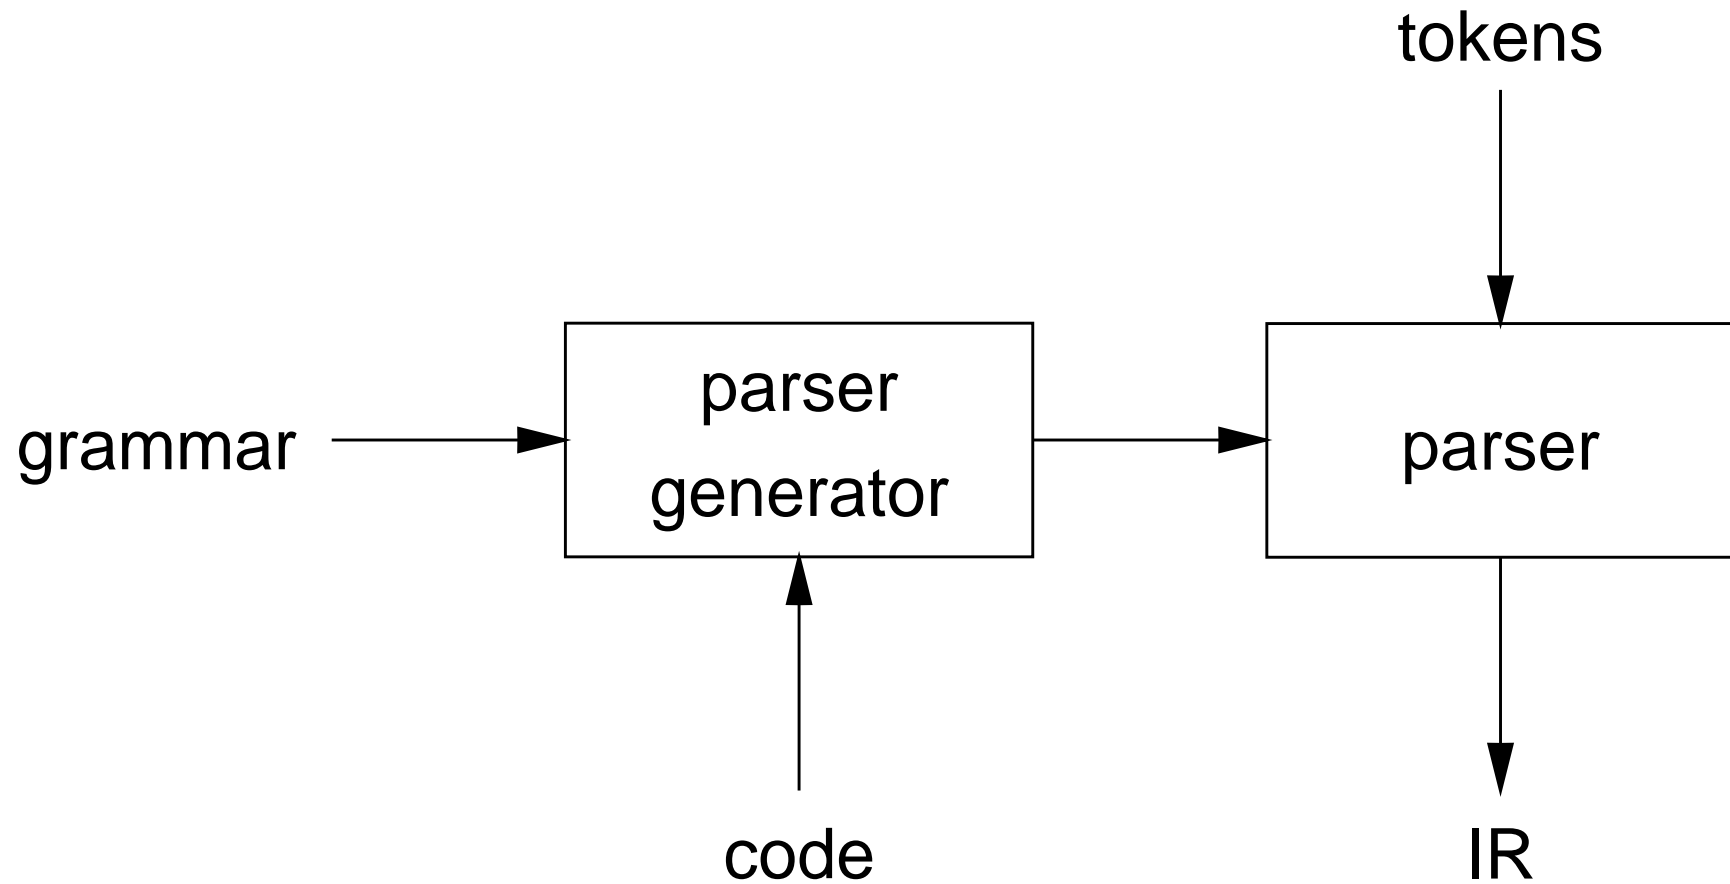 tokens
grammar
parser
generator
parser
code
IR